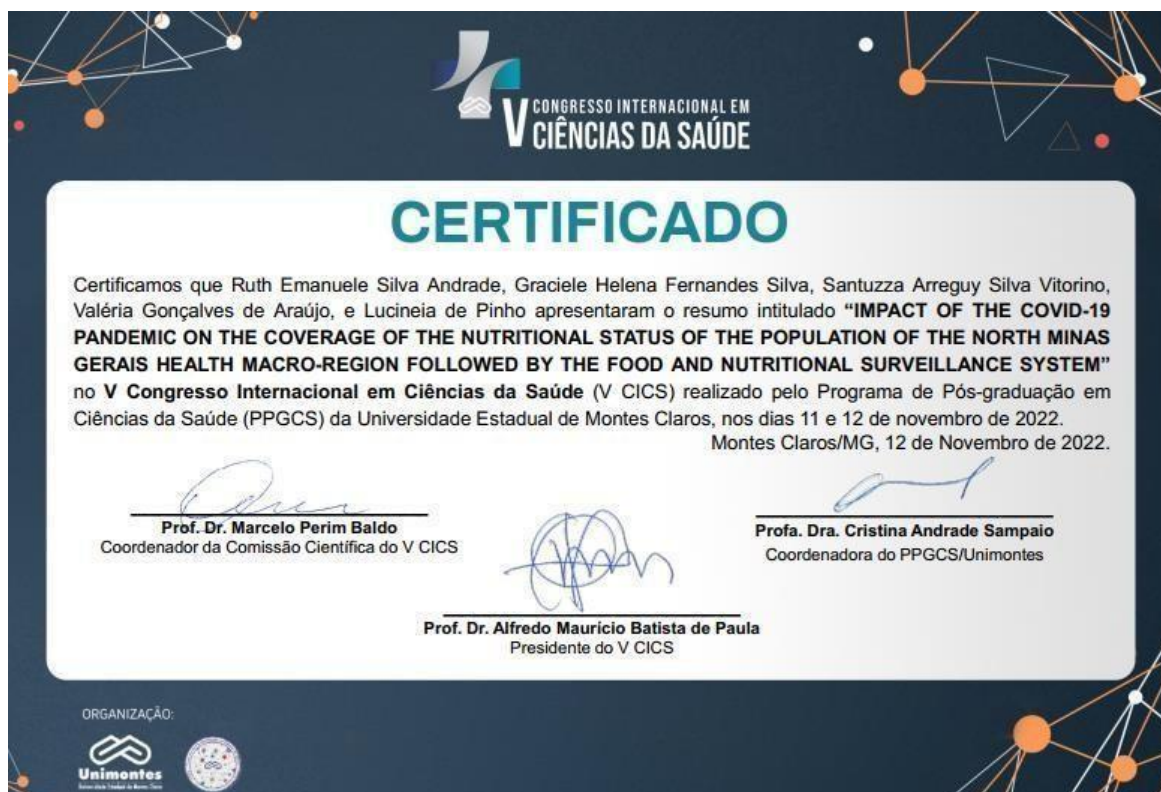 V CONGRESSO INTERNACIONAL EM
CIÊNCIAS DA SAÚDE
CERTIFICADO
Certificamos que Ruth Emanuele Silva Andrade, Graciele Helena Fernandes Silva, Santuzza Arreguy Silva Vitorino,
Valéria Gonçalves de Araújo, e Lucineia de Pinho apresentaram o resumo intitulado “IMPACT OF THE COVID-19
PANDEMIC ON THE COVERAGE OF THE NUTRITIONAL STATUS OF THE POPULATION OF THE NORTH MINAS
GERAIS HEALTH MACRO-REGION FOLLOWED BY THE FOOD AND NUTRITIONAL SURVEILLANCE SYSTEM”
no V Congresso Internacional em Ciências da Saúde (V CICS) realizado pelo Programa de Pós-graduação em
Ciências da Saúde (PPGCS) da Universidade Estadual de Montes Claros, nos dias 11 e 12 de novembro de 2022.
Montes Claros/MG, 12 de Novembro de 2022.
Prof. Dr. Marcelo Perim Baldo
Coordenador da Comissão Científica do V CICS
Profa. Dra. Cristina Andrade Sampaio
Coordenadora do PPGCS/Unimontes
Prof. Dr. Alfredo Maurício Batista de Paula
Presidente do V CICS
ORGANIZAÇÃO:
Unimontes
Universidade Estadual de Montes Claros